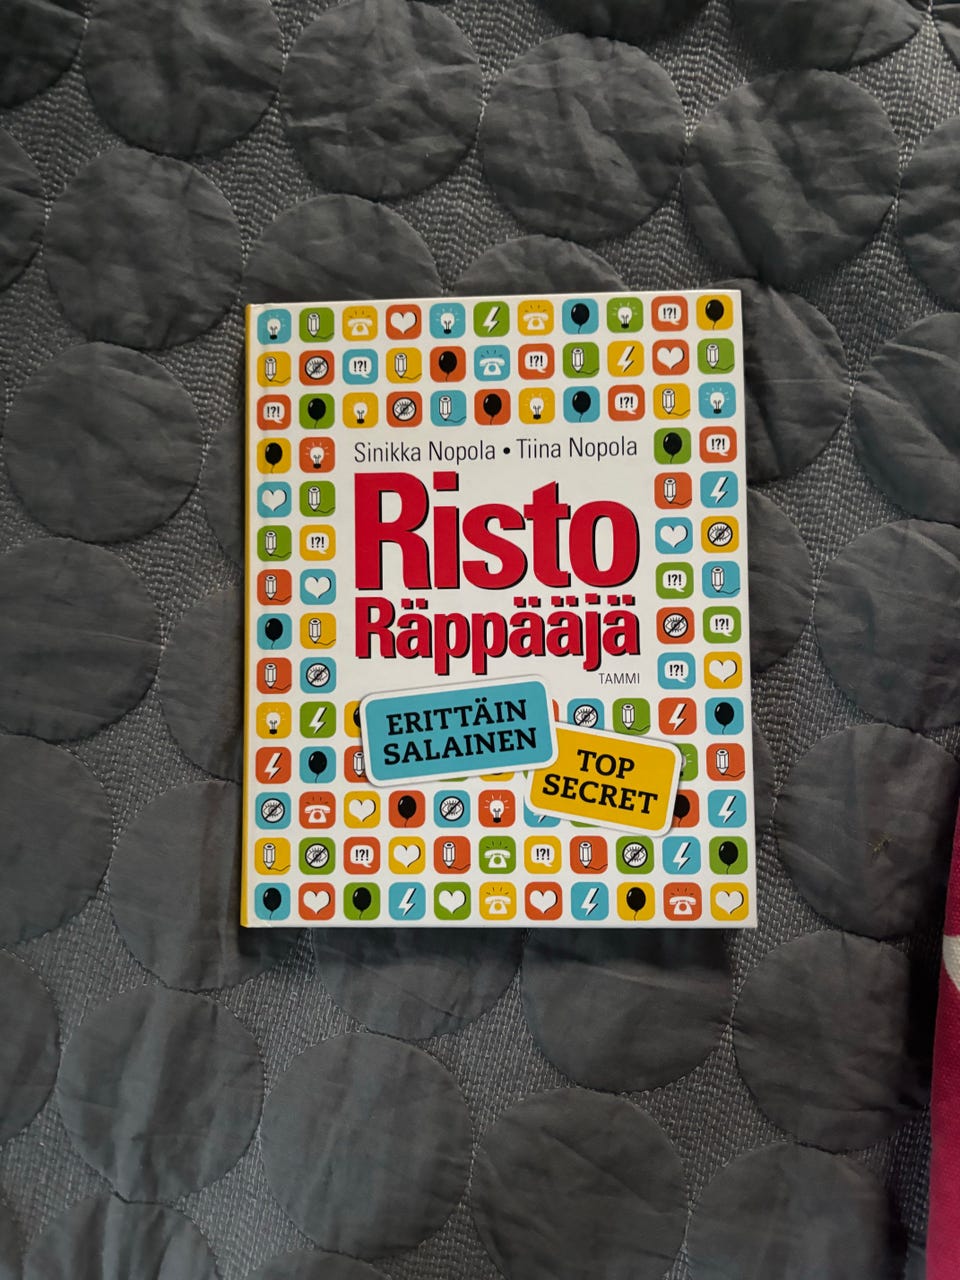 Sinikka Nopola • Tiina Nopola
Risto
Räppääjä
TAMMI
ERITTÄIN
SALAINEN
TOP
SECRET